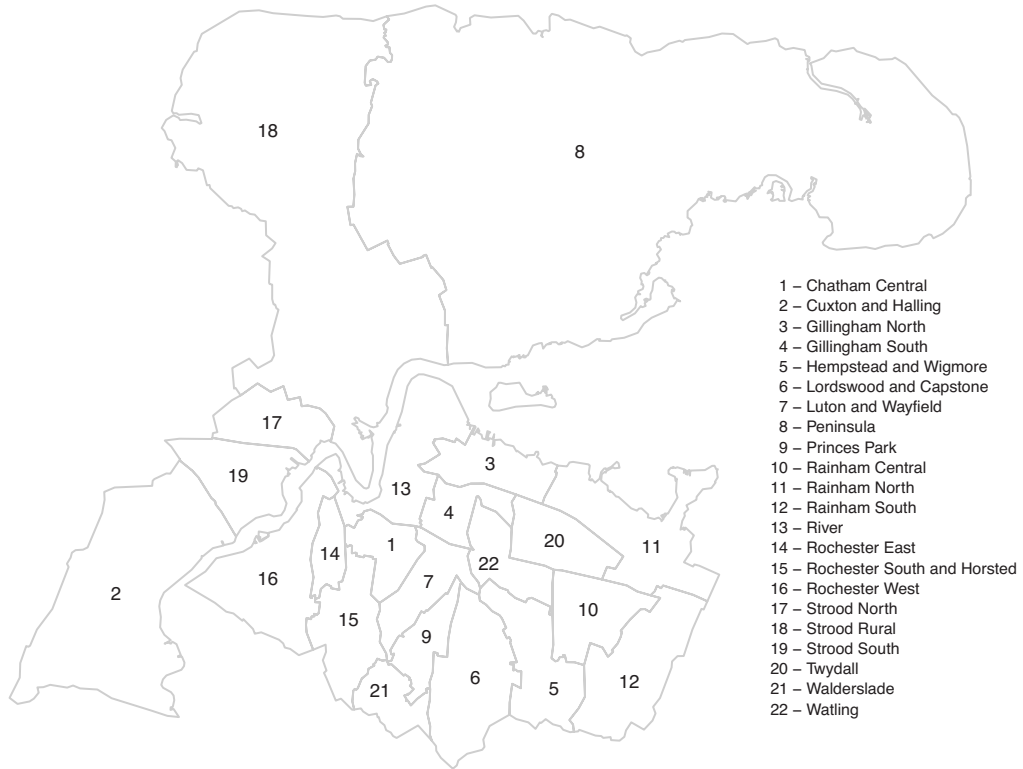 18
8
1 – Chatham Central
2 – Cuxton and Halling
3 – Gillingham North
4 – Gillingham South
5 – Hempstead and Wigmore
6 – Lordswood and Capstone
7 – Luton and Wayfield
8 – Peninsula
9 – Princes Park
10 – Rainham Central
11 – Rainham North
12 – Rainham South
13 – River
14 – Rochester East
15 – Rochester South and Horsted
16 – Rochester West
17 – Strood North
18 – Strood Rural
19 – Strood South
20 – Twydall
21 – Walderslade
22 – Watling
17
3
19
13
4
20
1
11
14
22
16
7
2
10
15
9
6
12
5
21